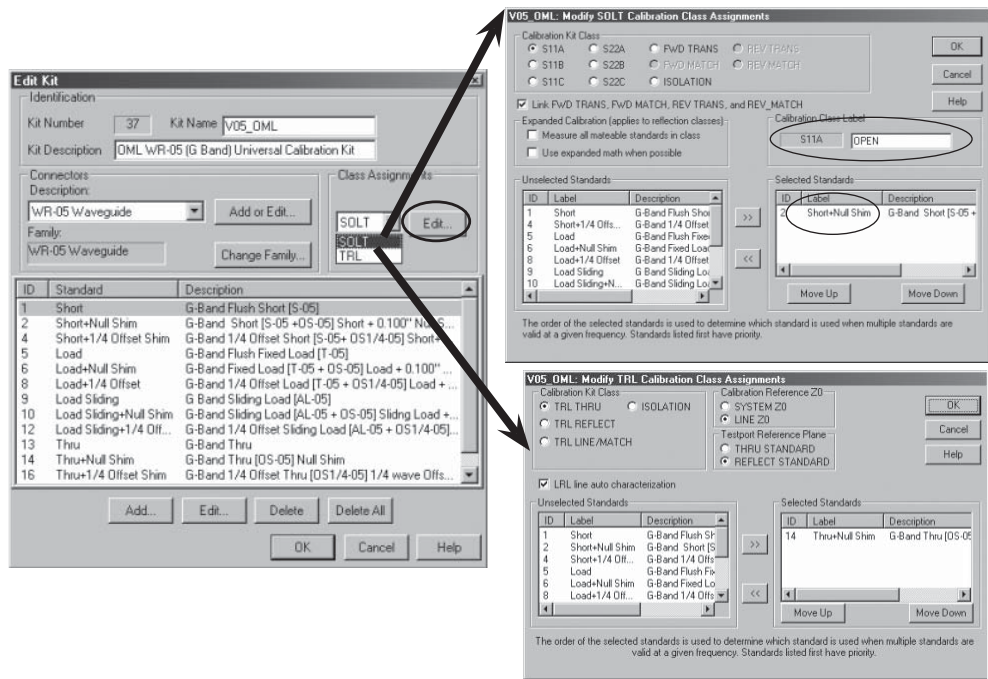 Edit Kit
Identification
Kit Number 37 Kit Name V05_OML
Kit Description OML WR-05 (G Band) Universal Calibration Kit
Connectors
Description:
WR-05 Waveguide Add or Edit...
Family:
WR-05 Waveguide Change Family...
Class Assignments
SOLT Edit...
SOLT
TRL
ID Standard Description
1 Short G-Band Flush Short [S-05]
2 Short+Null Shim G-Band Short [S-05 +OS-05] Short + 0.100" Null S...
4 Short+1/4 Offset Shim G-Band 1/4 Offset Short [S-05+ OS1/4-05] Short+
5 Load G-Band Flush Fixed Load [T-05]
6 Load+Null Shim G-Band Fixed Load [T-05 + OS-05] Load + 0.100" ...
8 Load+1/4 Offset G-Band 1/4 Offset Load [T-05 + OS1/4-05] Load + ...
9 Load Sliding G Band Sliding Load [AL-05]
10 Load Sliding+Null Shim G Band Sliding Load [AL-05 + OS-05] Slidng Load +...
12 Load Sliding+1/4 Off... G-Band 1/4 Offset Sliding Load [AL-05 + OS1/4-05]...
13 Thru G-Band Thru
14 Thru+Null Shim G-Band Thru [OS-05] Null Shim
16 Thru+1/4 Offset Shim G-Band 1/4 Offset Thru [OS1/4-05] 1/4 wave Offs...
Add... Edit... Delete Delete All
OK Cancel Help
V05_OML: Modify SOLT Calibration Class Assignments
Calibration Kit Class
S11A S22A FWD TRANS REV TRANS
S11B S22B FWD MATCH REV MATCH
S11C S22C ISOLATION
OK
Cancel
Help
Link FWD TRANS, FWD MATCH, REV TRANS, and REV_MATCH
Expanded Calibration (applies to reflection classes)
Measure all mateable standards in class
Use expanded math when possible
Calibration Class Label
S11A OPEN
Unselected Standards
ID Label Description
1 Short G-Band Flush Shor
4 Short+1/4 Offs... G-Band 1/4 Offset
5 Load G-Band Flush Fixed
6 Load+Null Shim G-Band Fixed Load
8 Load+1/4 Offset G-Band 1/4 Offset
9 Load Sliding G Band Sliding Loa
10 Load Sliding+N... G Band Sliding Loa
>>
<<
Selected Standards
ID Label Description
2 Short+Null Shim G-Band Short [S-05 +
Move Up Move Down
The order of the selected standards is used to determine which standard is used when multiple standards are
valid at a given frequency. Standards listed first have priority.
V05_OML: Modify TRL Calibration Class Assignments
Calibration Kit Class
TRL THRU ISOLATION
TRL REFLECT
TRL LINE/MATCH
Calibration Reference Z0
SYSTEM Z0
LINE Z0
Testport Reference Plane
THRU STANDARD
REFLECT STANDARD
OK
Cancel
Help
LRL line auto characterization
Unselected Standards
ID Label Description
1 Short G-Band Flush Sh
2 Short+Null Shim G-Band Short [S
4 Short+1/4 Off... G-Band 1/4 Offs
5 Load G-Band Flush Fix
6 Load+Null Shim G-Band Fixed Lo
8 Load+1/4 Off... G-Band 1/4 Offs
>>
<<
Selected Standards
ID Label Description
14 Thru+Null Shim G-Band Thru [OS-05
Move Up Move Down
The order of the selected standards is used to determine which standard is used when multiple standards are
valid at a given frequency. Standards listed first have priority.